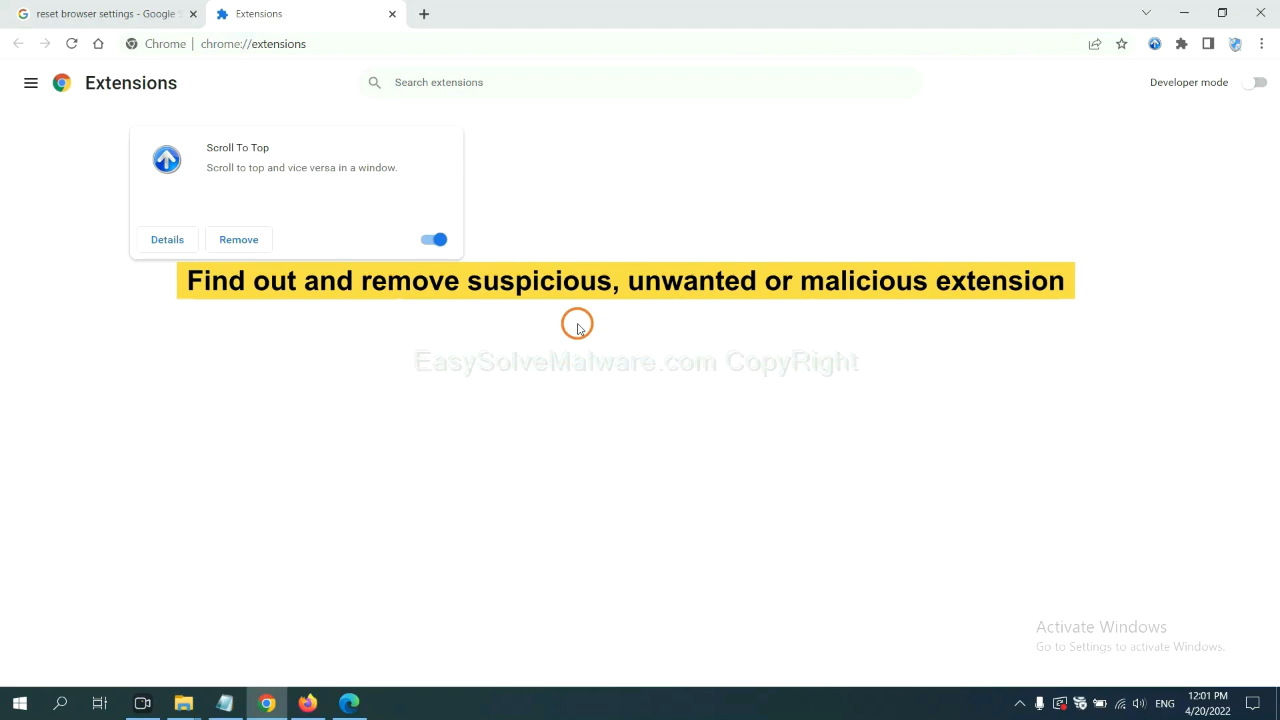 reset browser settings - Google S
Extensions
Chrome | chrome://extensions
Extensions
Search extensions
Developer mode
Scroll To Top
Scroll to top and vice versa in a window.
Details
Remove
Find out and remove suspicious, unwanted or malicious extension
EasySolveMalware.com CopyRight
Activate Windows
Go to Settings to activate Windows.
ENG
12:01 PM
4/20/2022